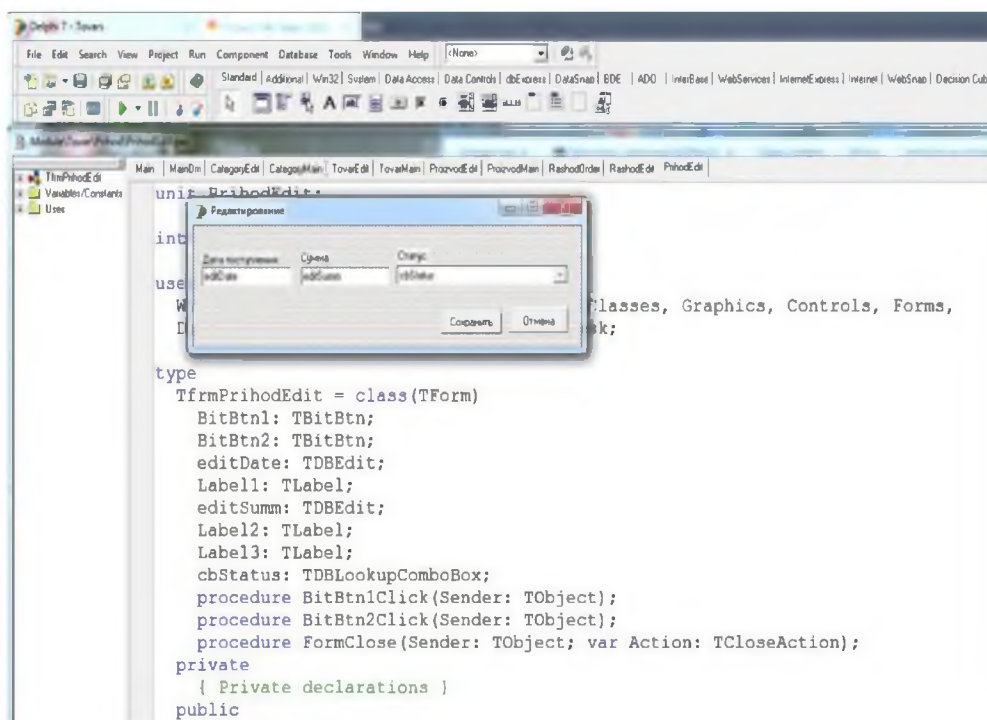 Delphi 7 - Tovars
File Edit Search View Project Run Component Database Tools Window Help
<None>
Standard Additional Win32 System Data Access Data Controls dbExpress DataSnap BDE ADO InterBase WebServices InternetExpress Internet WebSnap Decision Cub
TfrmPrihodEdit
Variables/Constants
Uses
Main MainDm CategoryEdit CategoryMain TovarEdit TovarMain ProizvodEdit ProizvodMain RashodOrder RashodEdit PrihodEdit
unit PrihodEdit;
Редактирование
int
Дата поступления Сумма Статус
editDate editSumm cbStatus
use
W lasses, Graphics, Controls, Forms,
Сохранить Отмена
D k;
type
TfrmPrihodEdit = class(TForm)
BitBtn1: TBitBtn;
BitBtn2: TBitBtn;
editDate: TDBEdit;
Label1: TLabel;
editSumm: TDBEdit;
Label2: TLabel;
Label3: TLabel;
cbStatus: TDBLookupComboBox;
procedure BitBtn1Click(Sender: TObject);
procedure BitBtn2Click(Sender: TObject);
procedure FormClose(Sender: TObject; var Action: TCloseAction);
private
{ Private declarations }
public